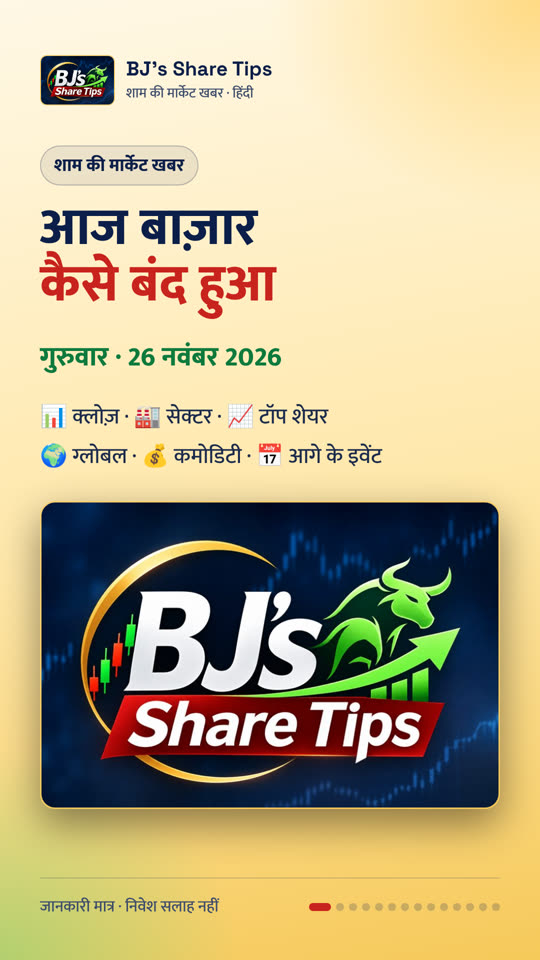 BJ's Share Tips
BJ's Share Tips
शाम की मार्केट खबर · हिंदी
शाम की मार्केट खबर
आज बाज़ार
कैसे बंद हुआ
गुरुवार · 26 नवंबर 2026
📊 क्लोज़ · 🏭 सेक्टर · 📈 टॉप शेयर
🌍 ग्लोबल · 💰 कमोडिटी · 📅 आगे के इवेंट
BJ's
Share Tips
जानकारी मात्र · निवेश सलाह नहीं